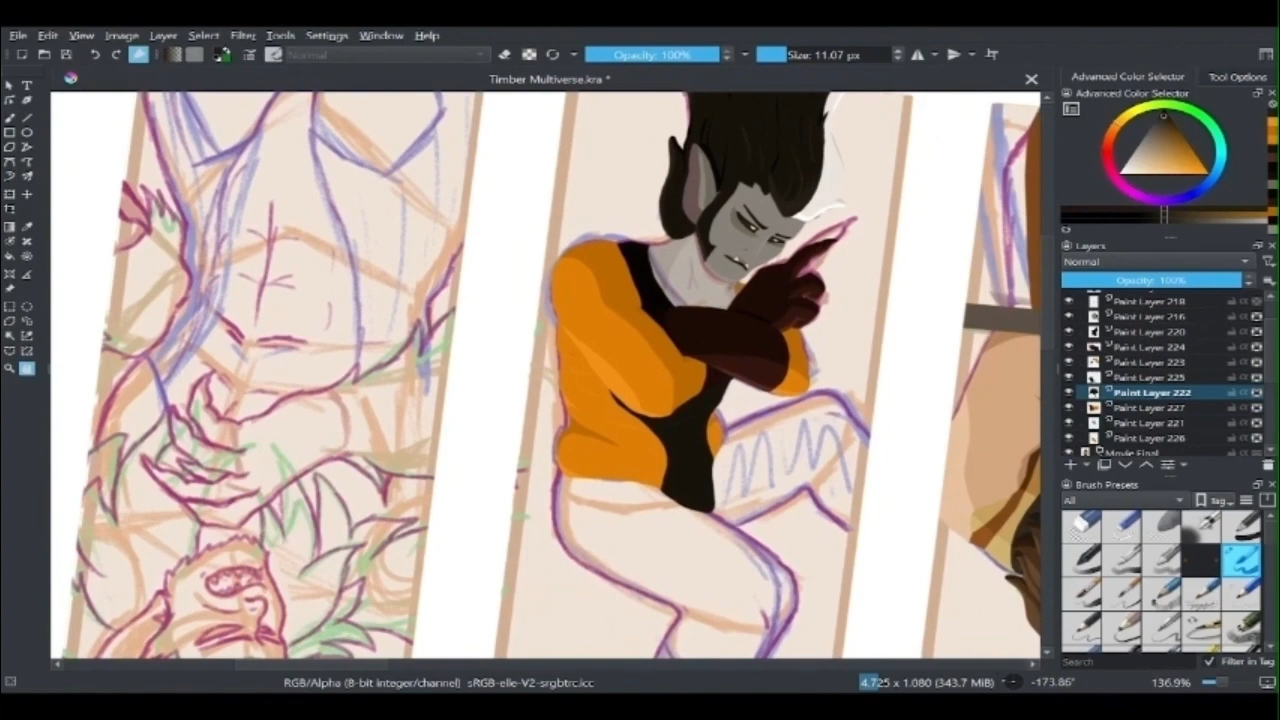 File Edit View Image Layer Select Filter Tools Settings Window Help
Normal Opacity: 100% Size: 11.07 px
Timber Multiverse.kra *
Advanced Color Selector Tool Options
Advanced Color Selector
Layers
Normal
Opacity: 100%
Paint Layer 218
Paint Layer 216
Paint Layer 220
Paint Layer 224
Paint Layer 223
Paint Layer 225
Paint Layer 222
Paint Layer 227
Paint Layer 221
Paint Layer 226
Movie Final
Brush Presets
All Tag
Search Filter in Tag
RGB/Alpha (8-bit integer/channel) sRGB-elle-V2-srgbtrc.icc 4.725 x 1.080 (343.7 MiB) -173.86° 136.9%